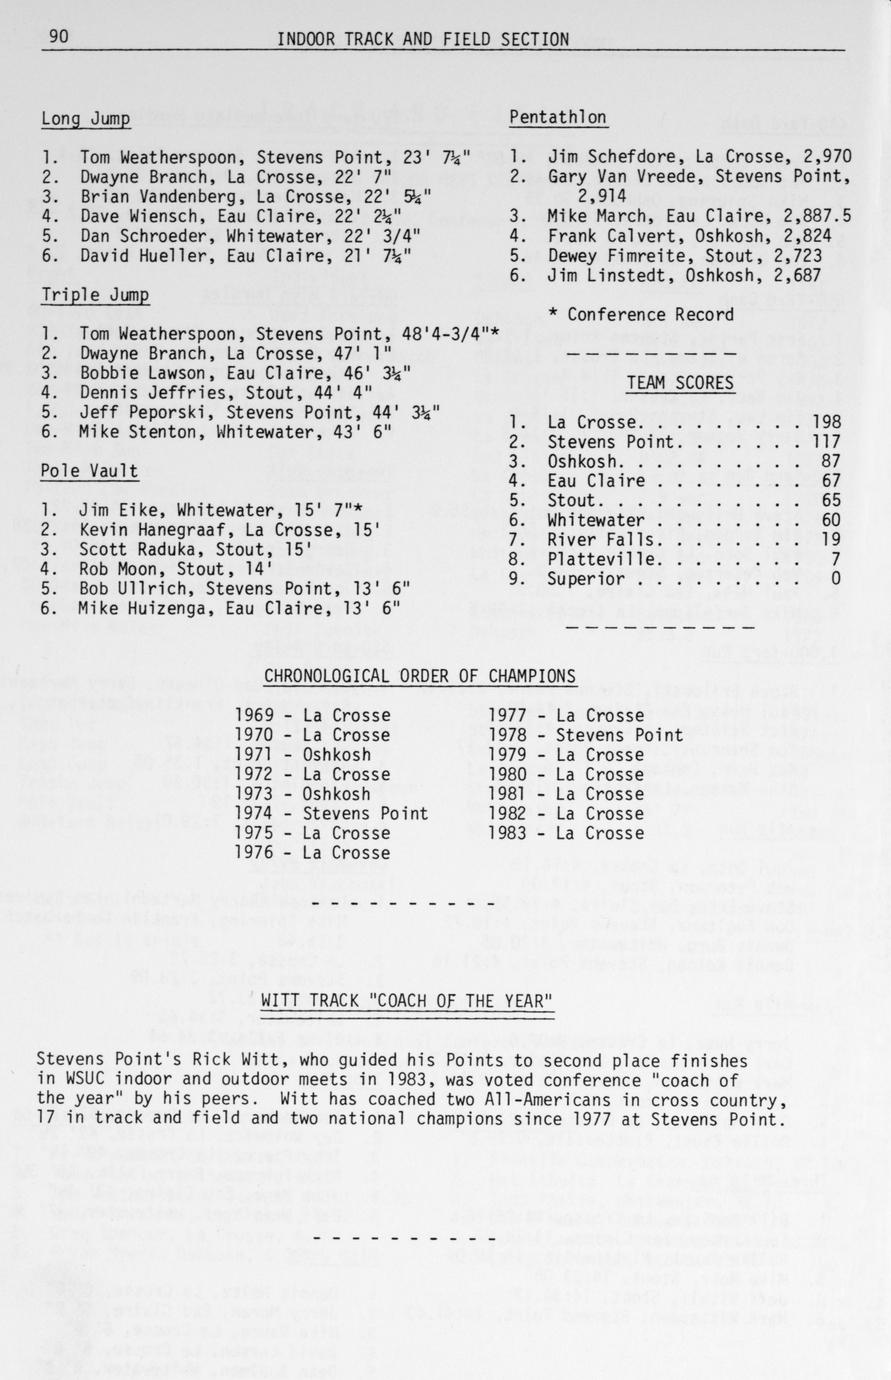 90
INDOOR TRACK AND FIELD SECTION
Long Jump
1. Tom Weatherspoon, Stevens Point, 23' 7¼"
2. Dwayne Branch, La Crosse, 22' 7"
3. Brian Vandenberg, La Crosse, 22' 5¼"
4. Dave Wiensch, Eau Claire, 22' 2¼"
5. Dan Schroeder, Whitewater, 22' 3/4"
6. David Hueller, Eau Claire, 21' 7¼"
Triple Jump
1. Tom Weatherspoon, Stevens Point, 48'4-3/4"*
2. Dwayne Branch, La Crosse, 47' 1"
3. Bobbie Lawson, Eau Claire, 46' 3¼"
4. Dennis Jeffries, Stout, 44' 4"
5. Jeff Peporski, Stevens Point, 44' 3¼"
6. Mike Stenton, Whitewater, 43' 6"
Pole Vault
1. Jim Eike, Whitewater, 15' 7"*
2. Kevin Hanegraaf, La Crosse, 15'
3. Scott Raduka, Stout, 15'
4. Rob Moon, Stout, 14'
5. Bob Ullrich, Stevens Point, 13' 6"
6. Mike Huizenga, Eau Claire, 13' 6"
Pentathlon
1. Jim Schefdore, La Crosse, 2,970
2. Gary Van Vreede, Stevens Point,
2,914
3. Mike March, Eau Claire, 2,887.5
4. Frank Calvert, Oshkosh, 2,824
5. Dewey Fimreite, Stout, 2,723
6. Jim Linstedt, Oshkosh, 2,687
* Conference Record
TEAM SCORES
1. La Crosse. . . . . . . . . 198
2. Stevens Point. . . . . . . 117
3. Oshkosh. . . . . . . . . . 87
4. Eau Claire . . . . . . . . 67
5. Stout. . . . . . . . . . . 65
6. Whitewater . . . . . . . . 60
7. River Falls. . . . . . . . 19
8. Platteville. . . . . . . . 7
9. Superior . . . . . . . . . 0
CHRONOLOGICAL ORDER OF CHAMPIONS
1969 - La Crosse
1970 - La Crosse
1971 - Oshkosh
1972 - La Crosse
1973 - Oshkosh
1974 - Stevens Point
1975 - La Crosse
1976 - La Crosse
1977 - La Crosse
1978 - Stevens Point
1979 - La Crosse
1980 - La Crosse
1981 - La Crosse
1982 - La Crosse
1983 - La Crosse
WITT TRACK "COACH OF THE YEAR"
Stevens Point's Rick Witt, who guided his Points to second place finishes
in WSUC indoor and outdoor meets in 1983, was voted conference "coach of
the year" by his peers. Witt has coached two All-Americans in cross country,
17 in track and field and two national champions since 1977 at Stevens Point.